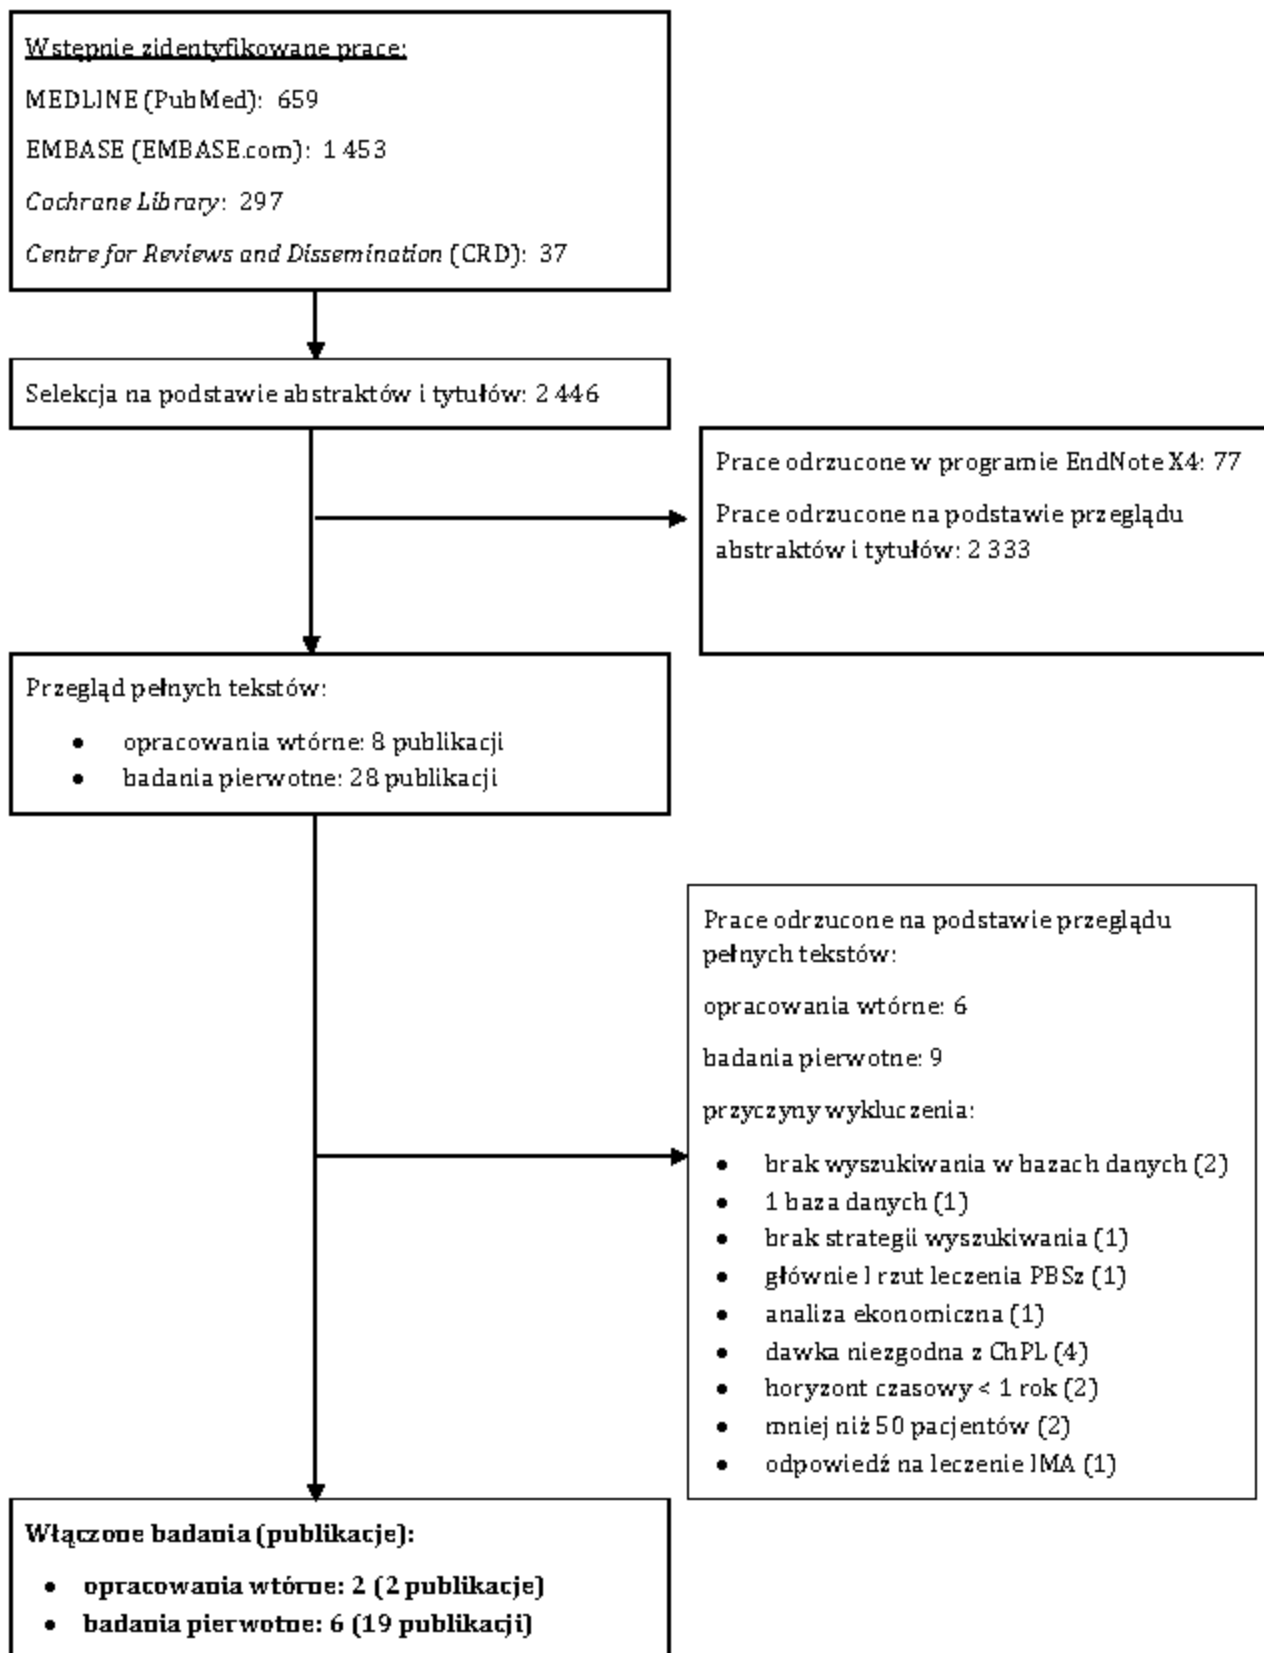 Wstępnie zidentyfikowane prace:
MEDLINE (PubMed): 659
EMBASE (EMBASE.com): 1 453
Cochrane Library: 297
Centre for Reviews and Dissemination (CRD): 37
Selekcja na podstawie abstraktów i tytułów: 2 446
Prace odrzucone w programie EndNote X4: 77
Prace odrzucone na podstawie przeglądu
abstraktów i tytułów: 2 333
Przegląd pełnych tekstów:
• opracowania wtórne: 8 publikacji
• badania pierwotne: 28 publikacji
Prace odrzucone na podstawie przeglądu
pełnych tekstów:
opracowania wtórne: 6
badania pierwotne: 9
przyczyny wykluczenia:
• brak wyszukiwania w bazach danych (2)
• 1 baza danych (1)
• brak strategii wyszukiwania (1)
• głównie I rzut leczenia PBSz (1)
• analiza ekonomiczna (1)
• dawka niezgodna z ChPL (4)
• horyzont czasowy < 1 rok (2)
• mniej niż 50 pacjentów (2)
• odpowiedź na leczenie IMA (1)
Włączone badania (publikacje):
• opracowania wtórne: 2 (2 publikacje)
• badania pierwotne: 6 (19 publikacji)